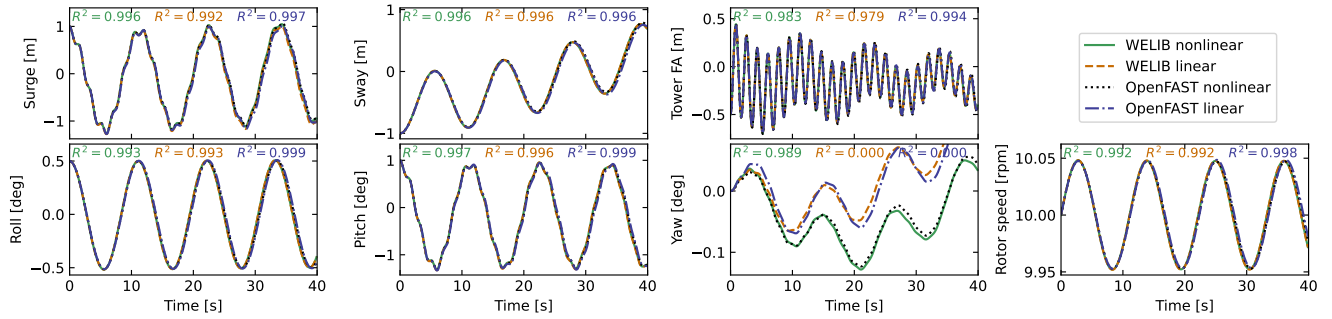 R² = 0.996 R² = 0.992 R² = 0.997
1
0
−1
Surge [m]
R² = 0.996 R² = 0.996 R² = 0.996
1
0
−1
Sway [m]
R² = 0.983 R² = 0.979 R² = 0.994
0.5
0.0
−0.5
Tower FA [m]
WELIB nonlinear
WELIB linear
OpenFAST nonlinear
OpenFAST linear
R² = 0.993 R² = 0.993 R² = 0.999
0.5
0.0
−0.5
Roll [deg]
0 10 20 30 40
Time [s]
R² = 0.997 R² = 0.996 R² = 0.999
1
0
−1
Pitch [deg]
0 10 20 30 40
Time [s]
R² = 0.989 R² = 0.000 R² = 0.000
0.0
−0.1
Yaw [deg]
0 10 20 30 40
Time [s]
R² = 0.992 R² = 0.992 R² = 0.998
10.05
10.00
9.95
Rotor speed [rpm]
0 10 20 30 40
Time [s]